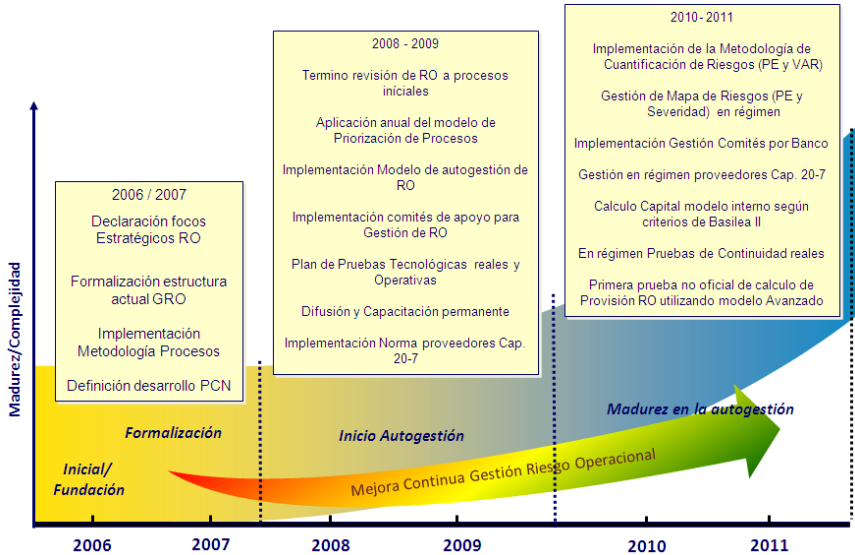 2010-2011
Implementación de la Metodología de
Cuantificación de Riesgos (PE y VAR)
Gestión de Mapa de Riesgos (PE y
Severidad) en régimen
Implementación Gestión Comités por Banco
Gestión en régimen proveedores Cap. 20-7
Calculo Capital modelo interno según
criterios de Basilea II
En régimen Pruebas de Continuidad reales
Primera prueba no oficial de calculo de
Provisión RO utilizando modelo Avanzado
2008 - 2009
Termino revisión de RO a procesos
iníciales
Aplicación anual del modelo de
Priorización de Procesos
Implementación Modelo de autogestión de
RO
Implementación comités de apoyo para
Gestión de RO
Plan de Pruebas Tecnológicas reales y
Operativas
Difusión y Capacitación permanente
Implementación Norma proveedores Cap.
20-7
2006 / 2007
Declaración focos
Estratégicos RO
Formalización estructura
actual GRO
Implementación
Metodología Procesos
Definición desarrollo PCN
Madurez/Complejidad
Formalización
Inicio Autogestión
Madurez en la autogestión
Inicial/
Fundación
Mejora Continua Gestión Riesgo Operacional
2006
2007
2008
2009
2010
2011